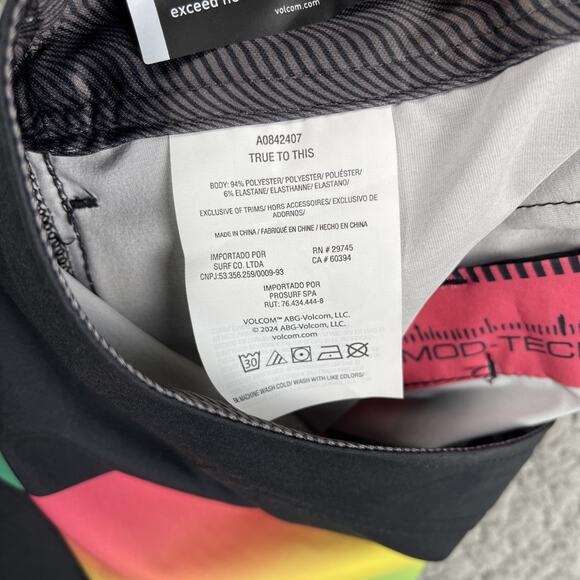 exceed
volcom.com
A0842407
TRUE TO THIS
BODY: 94% POLYESTER/ POLYESTER/ POLIÉSTER/
6% ELASTANE/ ELASTHANNE/ ELASTANO/
EXCLUSIVE OF TRIMS/ HORS ACCESSOIRES/ EXCLUSIVO DE
ADORNOS/
MADE IN CHINA / FABRIQUÉ EN CHINE / HECHO EN CHINA
IMPORTADO POR
SURF CO. LTDA
CNPJ:53.356.259/0009-93
RN # 29745
CA # 60394
IMPORTADO POR
PROSURF SPA
RUT: 76.434.444-8
VOLCOM™ ABG-Volcom, LLC.
© 2024 ABG-Volcom, LLC.
volcom.com
30
EN.MACHINE WASH COLD/ WASH WITH LIKE COLORS/
MOD-TECH